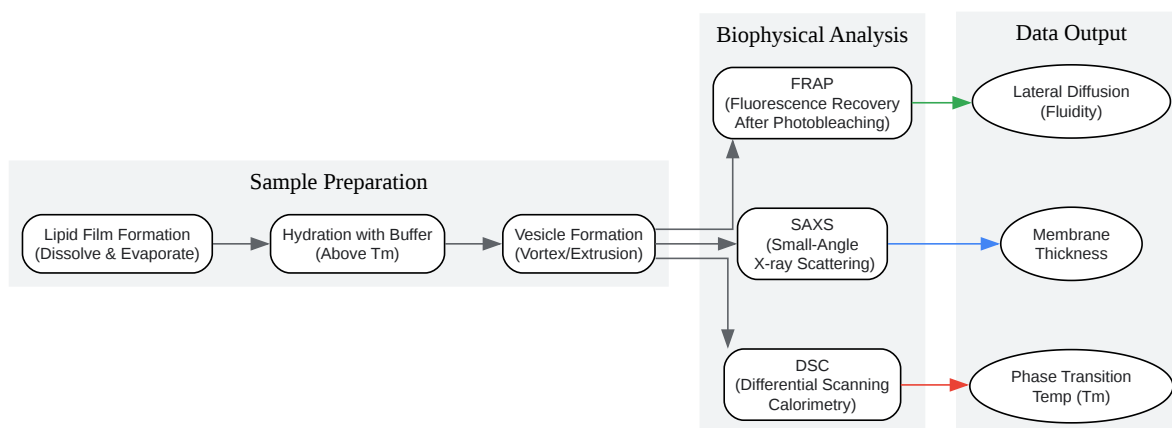 Sample Preparation
Lipid Film Formation
(Dissolve & Evaporate)
Hydration with Buffer
(Above Tm)
Vesicle Formation
(Vortex/Extrusion)
Biophysical Analysis
FRAP
(Fluorescence Recovery
After Photobleaching)
SAXS
(Small-Angle
X-ray Scattering)
DSC
(Differential Scanning
Calorimetry)
Data Output
Lateral Diffusion
(Fluidity)
Membrane
Thickness
Phase Transition
Temp (Tm)